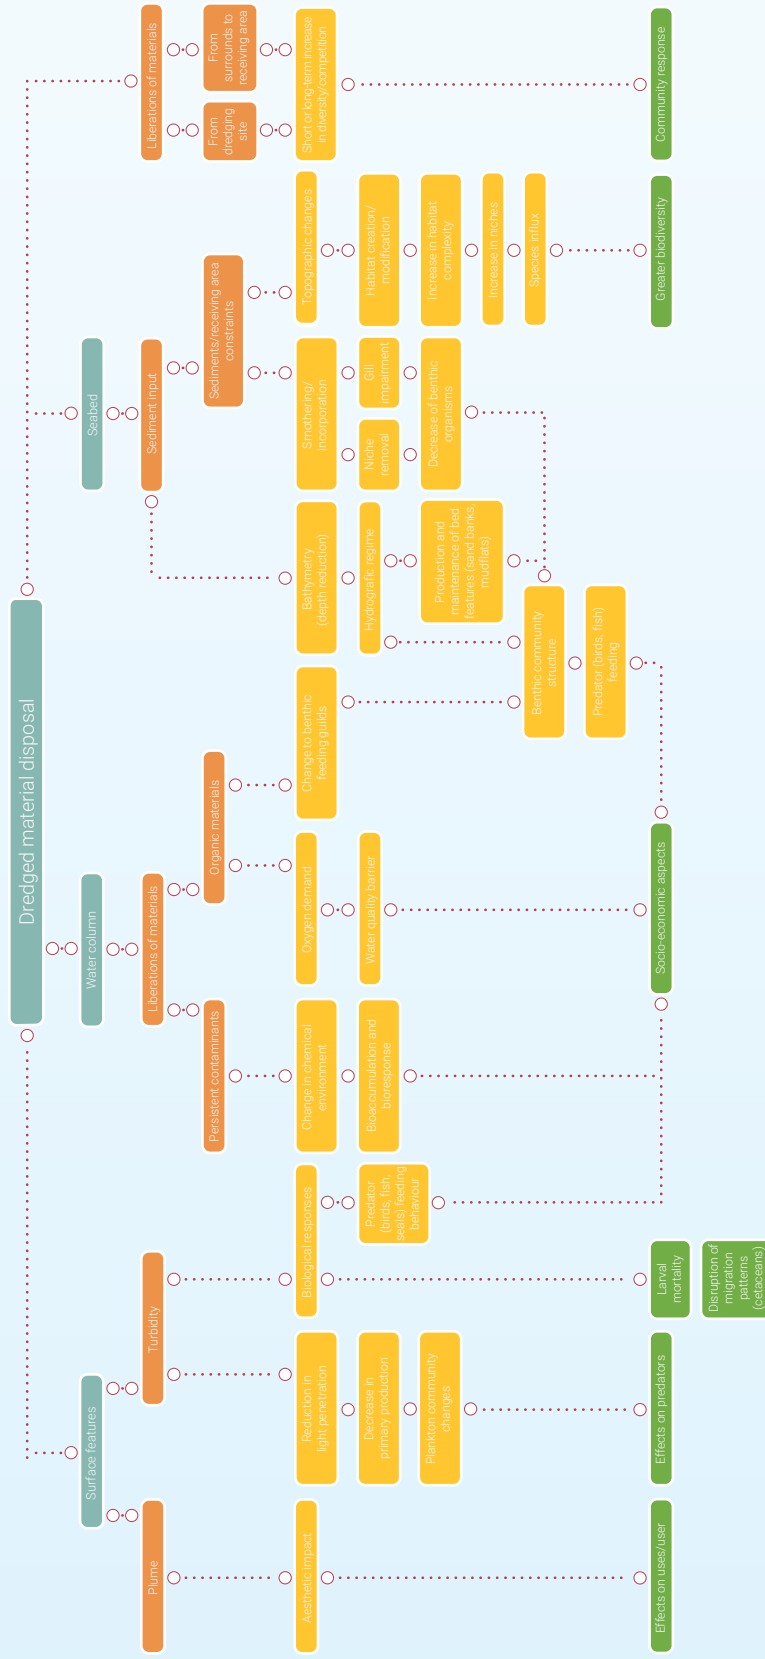 Dredged material disposal
Surface features
Water column
Seabed
Plume
Turbidity
Liberations of materials
Sediment input
Liberations of materials
Persistent contaminants
Organic materials
Sediments/receiving area
constraints
From
dredging
site
From
surrounds to
receiving area
Aesthetic impact
Reduction in
light penetration
Biological responses
Change in chemical
environment
Oxygen demand
Change to benthic
feeding guilds
Bathymetry
(depth reduction)
Smothering/
incorporation
Topographic changes
Short or long-term increase
in diversity/competition
Decrease in
primary production
Predator
(birds, fish,
seals) feeding
behaviour
Bioaccumulation and
bioresponse
Water quality barrier
Hydrografic regime
Niche
removal
Gill
impairment
Habitat creation/
modification
Plankton community
changes
Production and
maintenance of bed
features (sand banks,
mudflats)
Decrease of benthic
organisms
Increase in habitat
complexity
Increase in niches
Benthic community
structure
Species influx
Predator (birds, fish)
feeding
Effects on uses/user
Effects on predators
Larval
mortality
Socio-economic aspects
Greater biodiversity
Community response
Disruption of
migration
patterns
(cetaceans)